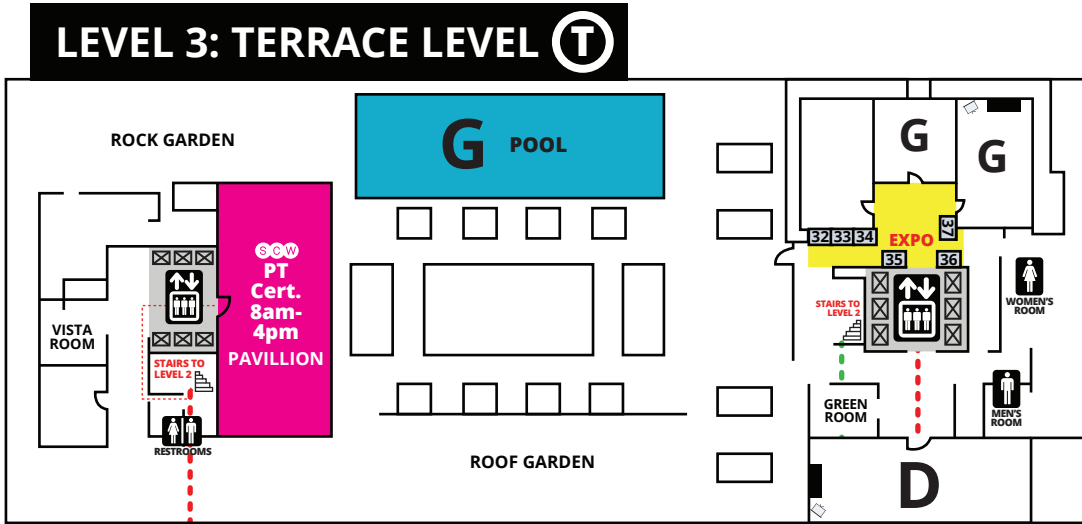 LEVEL 3: TERRACE LEVEL T
ROCK GARDEN
G POOL
G
G
SCW
PT
Cert.
8am-
4pm
PAVILLION
VISTA
ROOM
STAIRS TO
LEVEL 2
RESTROOMS
ROOF GARDEN
32 33 34
EXPO
37
35
36
STAIRS TO
LEVEL 2
WOMEN'S
ROOM
GREEN
ROOM
MEN'S
ROOM
D